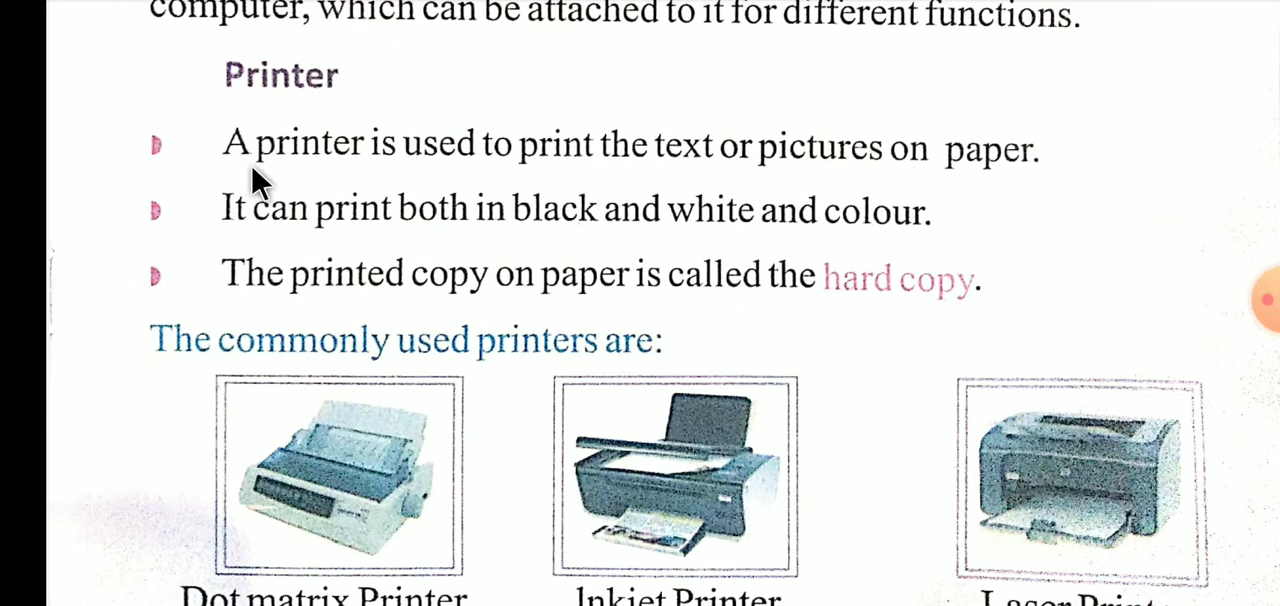 computer, which can be attached to it for different functions.
Printer
A printer is used to print the text or pictures on paper.
It can print both in black and white and colour.
The printed copy on paper is called the hard copy.
The commonly used printers are:
Dot matrix Printer Inkjet Printer Laser